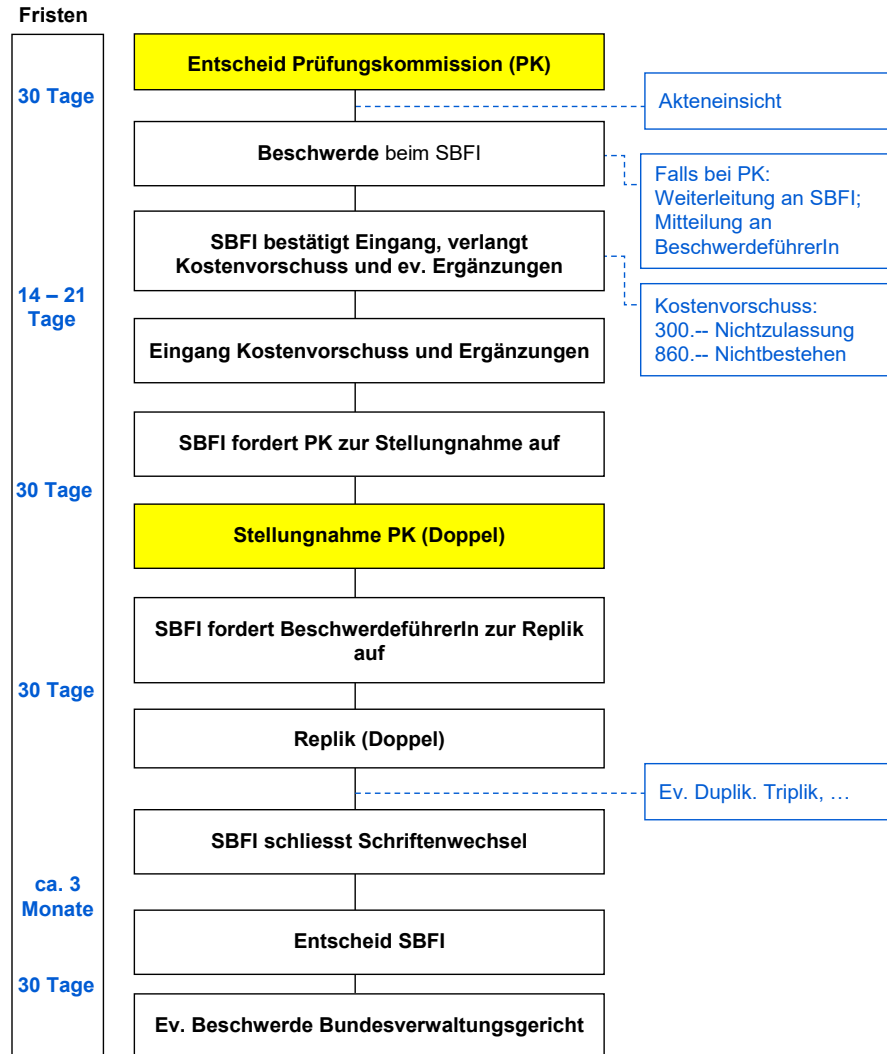 Fristen
Entscheid Prüfungskommission (PK)
30 Tage
Akteneinsicht
Beschwerde beim SBFI
Falls bei PK:
Weiterleitung an SBFI;
Mitteilung an
BeschwerdeführerIn
SBFI bestätigt Eingang, verlangt
Kostenvorschuss und ev. Ergänzungen
14 – 21
Tage
Kostenvorschuss:
300.-- Nichtzulassung
860.-- Nichtbestehen
Eingang Kostenvorschuss und Ergänzungen
SBFI fordert PK zur Stellungnahme auf
30 Tage
Stellungnahme PK (Doppel)
SBFI fordert BeschwerdeführerIn zur Replik
auf
30 Tage
Replik (Doppel)
Ev. Duplik. Triplik, …
SBFI schliesst Schriftenwechsel
ca. 3
Monate
Entscheid SBFI
30 Tage
Ev. Beschwerde Bundesverwaltungsgericht